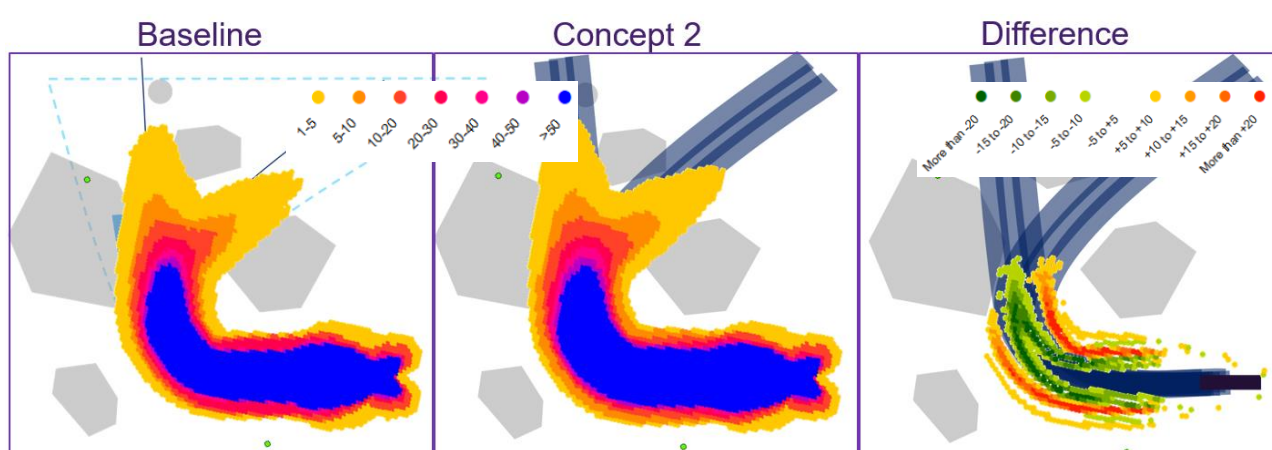 Baseline
Concept 2
Difference
1-5
5-10
10-20
20-30
30-40
40-50
>50
More than -20
-15 to -20
-10 to -15
-5 to -10
-5 to +5
+5 to +10
+10 to +15
+15 to +20
More than +20